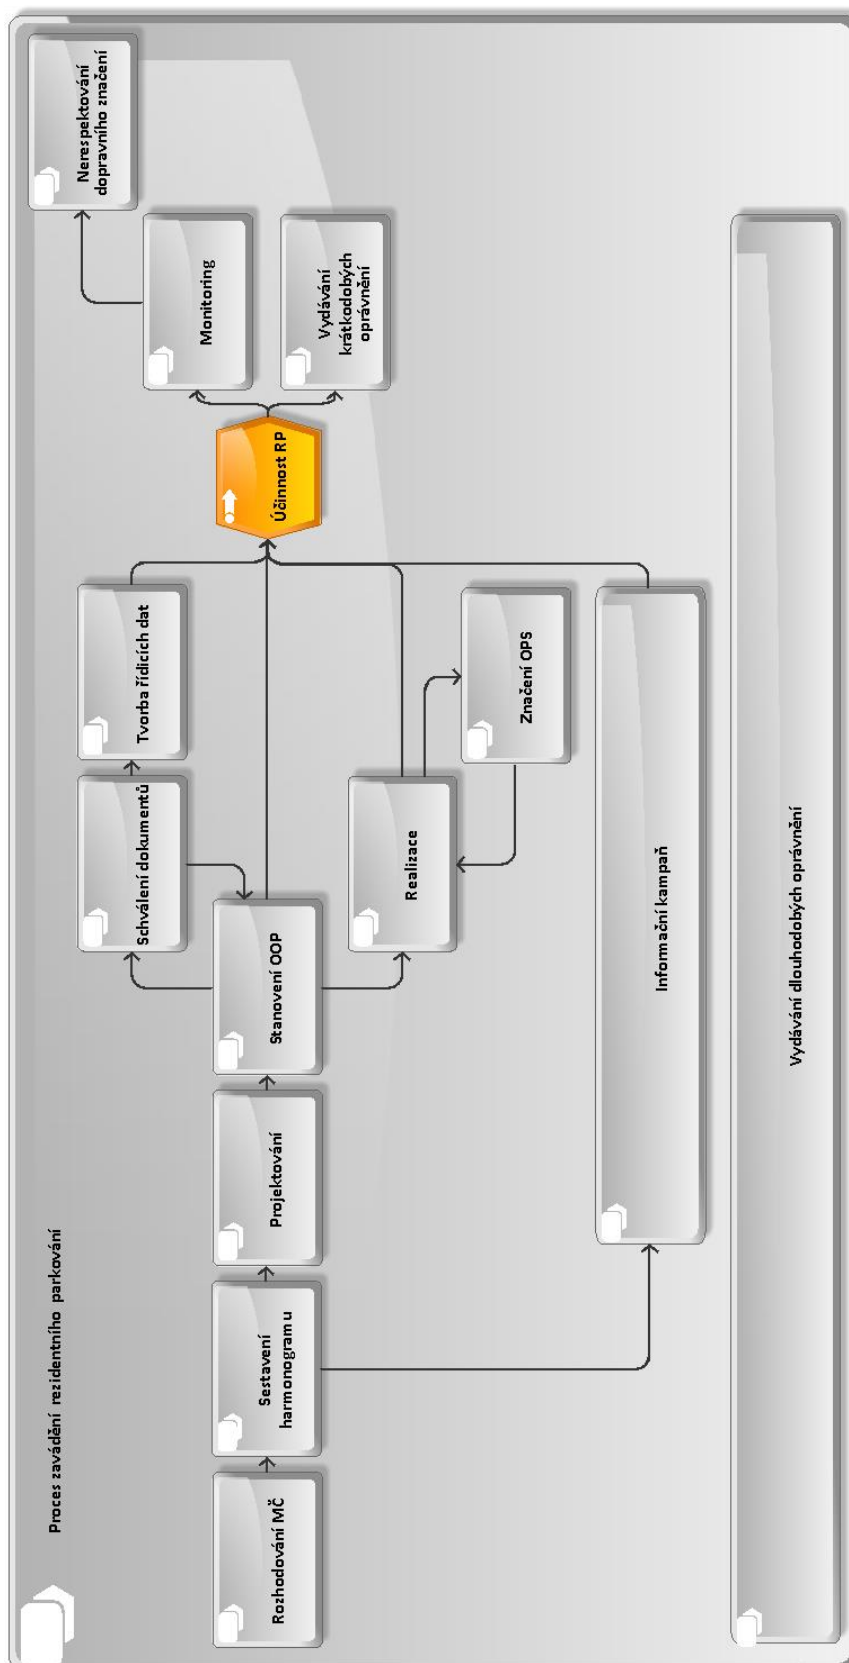 Proces zavádění rezidentního parkování
Rozhodování MČ
Sestavení
harmonogramu
Projektování
Stanovení OOP
Schválení dokumentů
Tvorba řídicích dat
Realizace
Značení OPS
Informační kampaň
Účinnost RP
Monitoring
Vydávání
krátkodobých
oprávnění
Nerespektování
dopravního značení
Vydávání dlouhodobých oprávnění